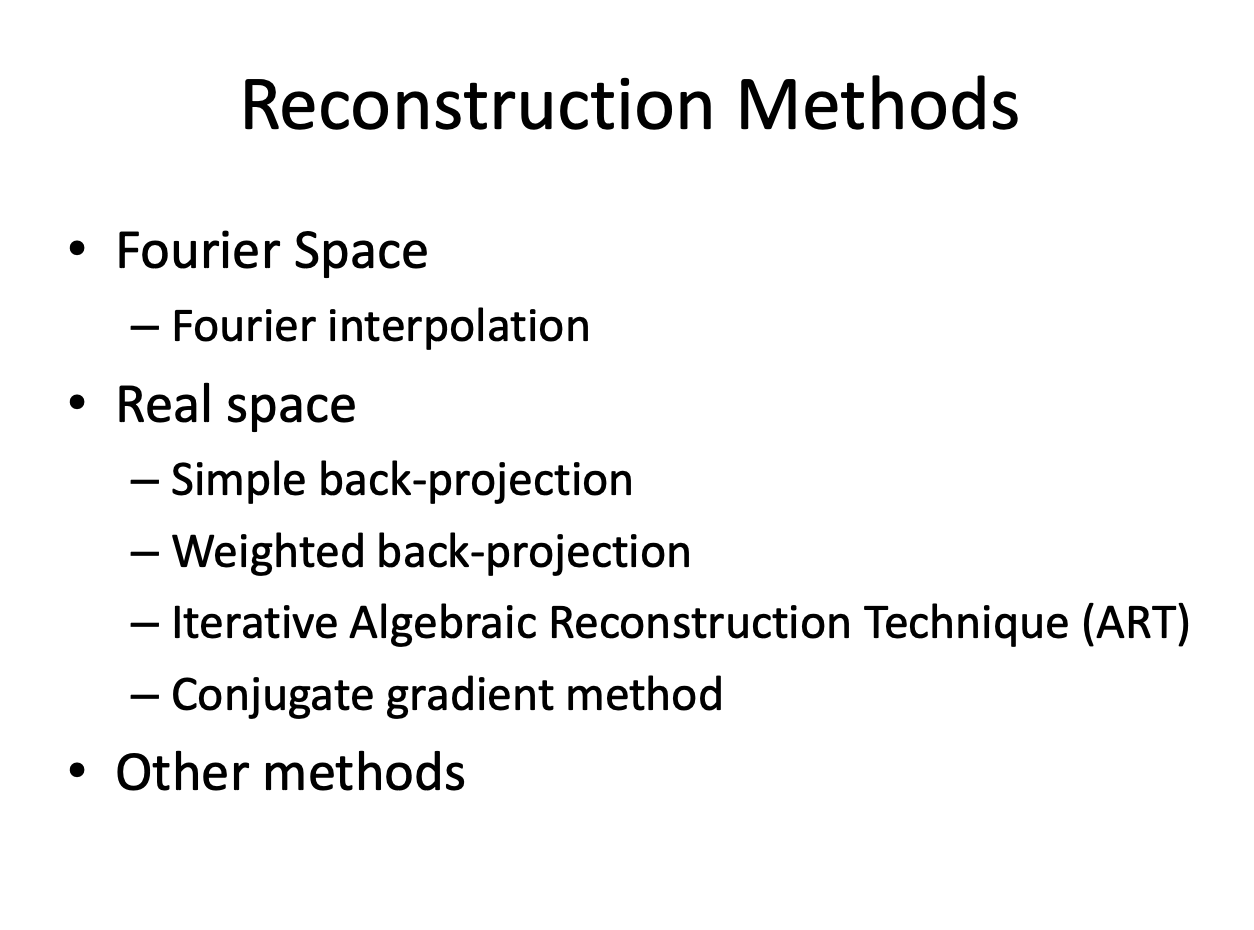 Reconstruction Methods
• Fourier Space
– Fourier interpolation
• Real space
– Simple back-projection
– Weighted back-projection
– Iterative Algebraic Reconstruction Technique (ART)
– Conjugate gradient method
• Other methods